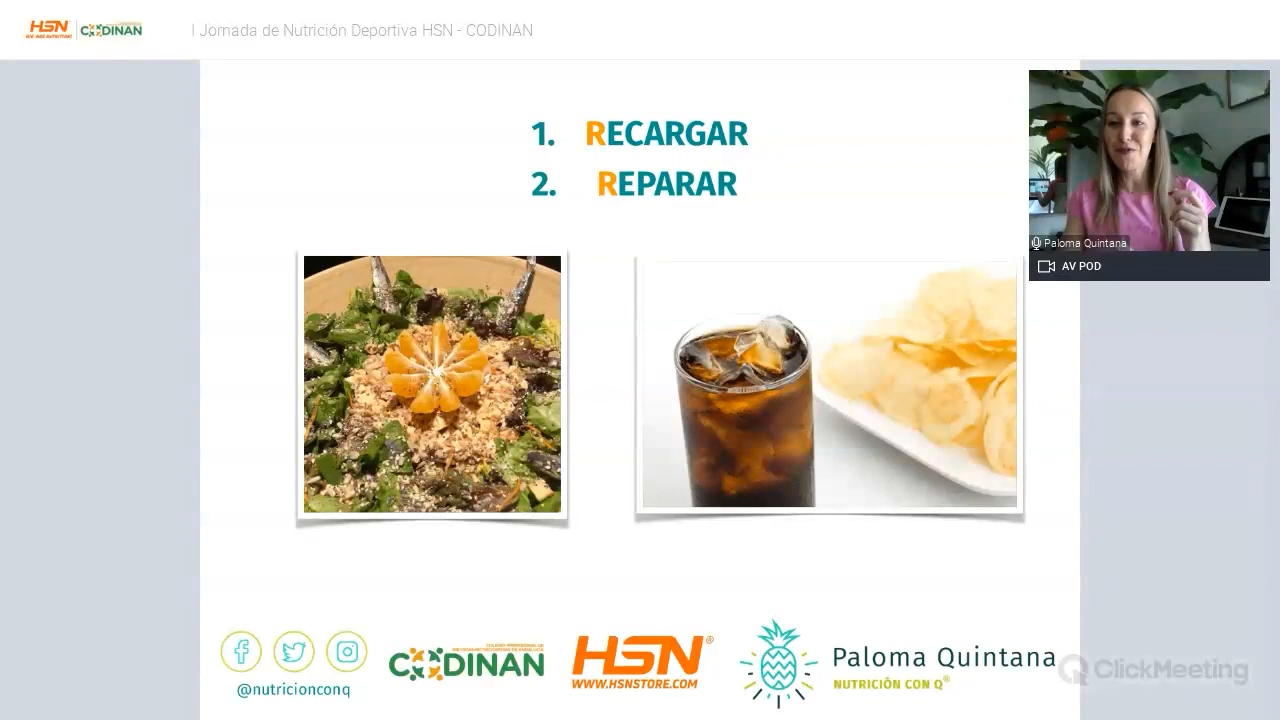 HSN
CODINAN
I Jornada de Nutrición Deportiva HSN - CODINAN
1. RECARGAR
2. REPARAR
Paloma Quintana
AV POD
@nutricionconq
CODINAN
HSN®
WWW.HSNSTORE.COM
Paloma Quintana
NUTRICIÓN CON Q®
ClickMeeting